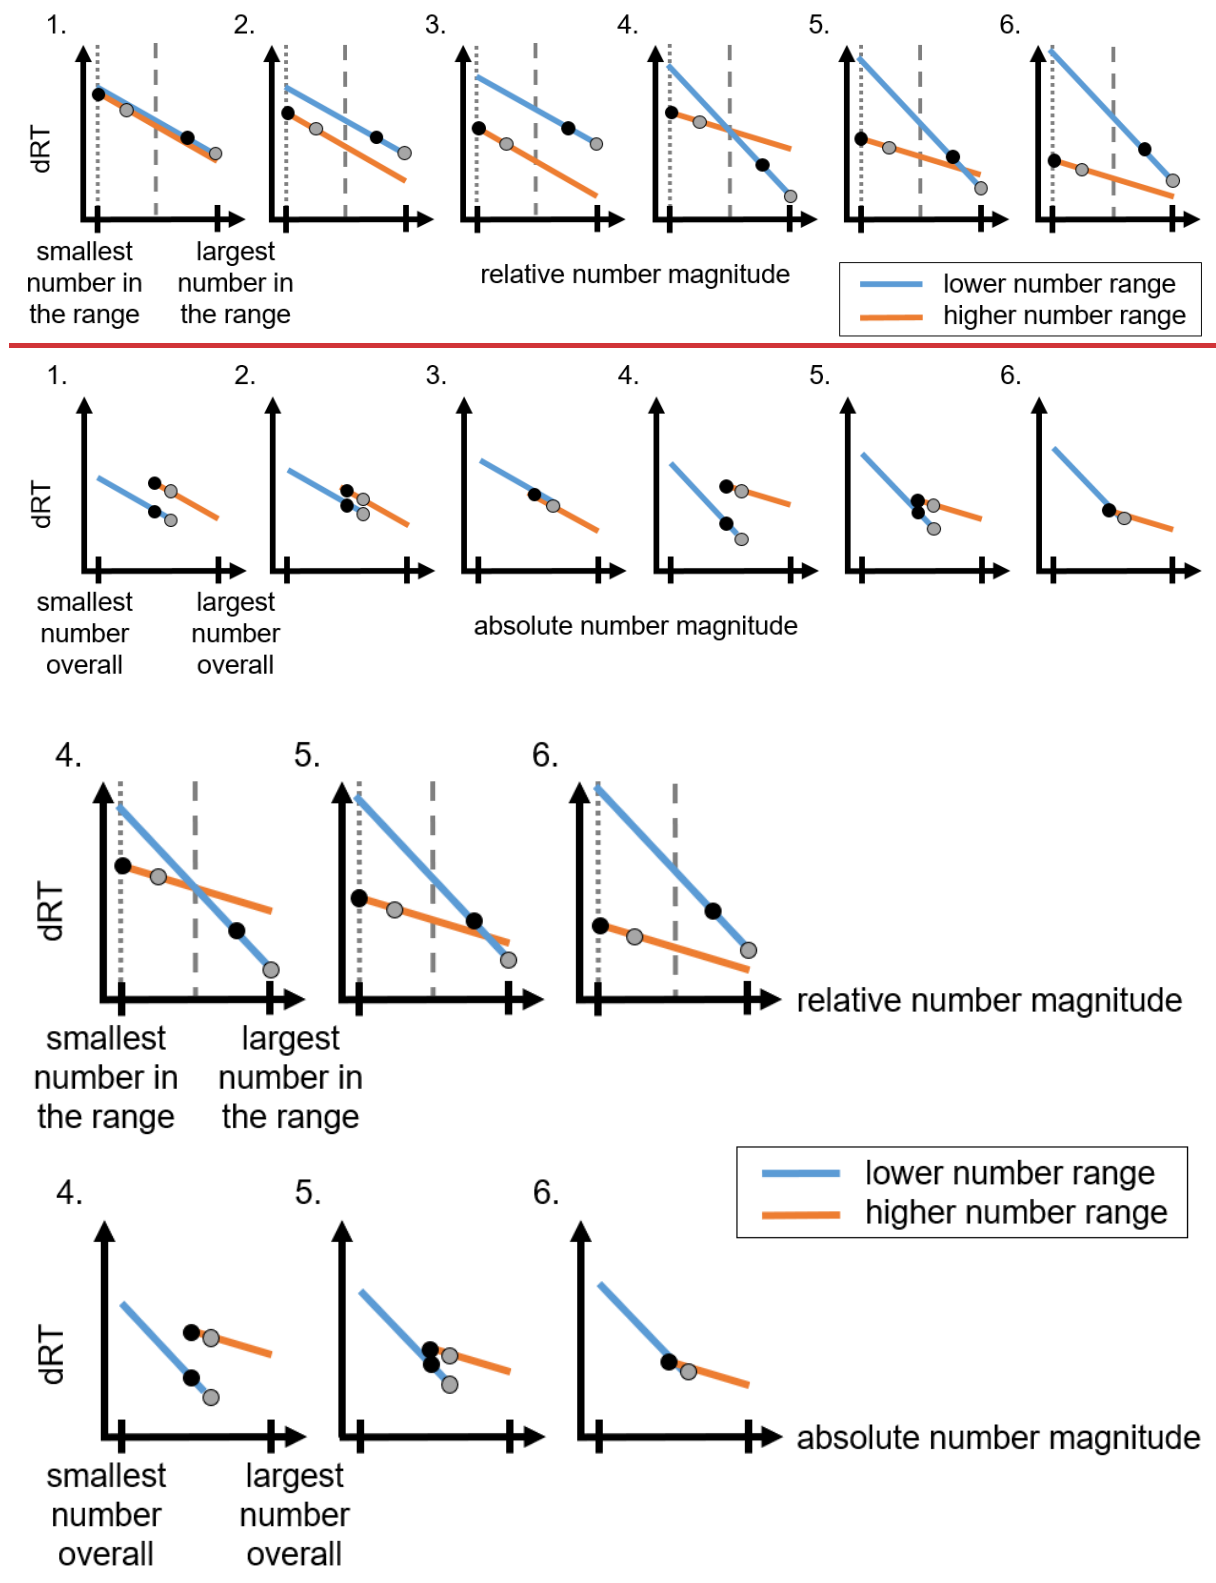 1. 2. 3. 4. 5. 6.
dRT
smallest largest
number in number in
the range the range
relative number magnitude
lower number range
higher number range
1. 2. 3. 4. 5. 6.
dRT
smallest largest
number number
overall overall
absolute number magnitude
4. 5. 6.
dRT
relative number magnitude
smallest largest
number in number in
the range the range
lower number range
higher number range
4. 5. 6.
dRT
absolute number magnitude
smallest largest
number number
overall overall